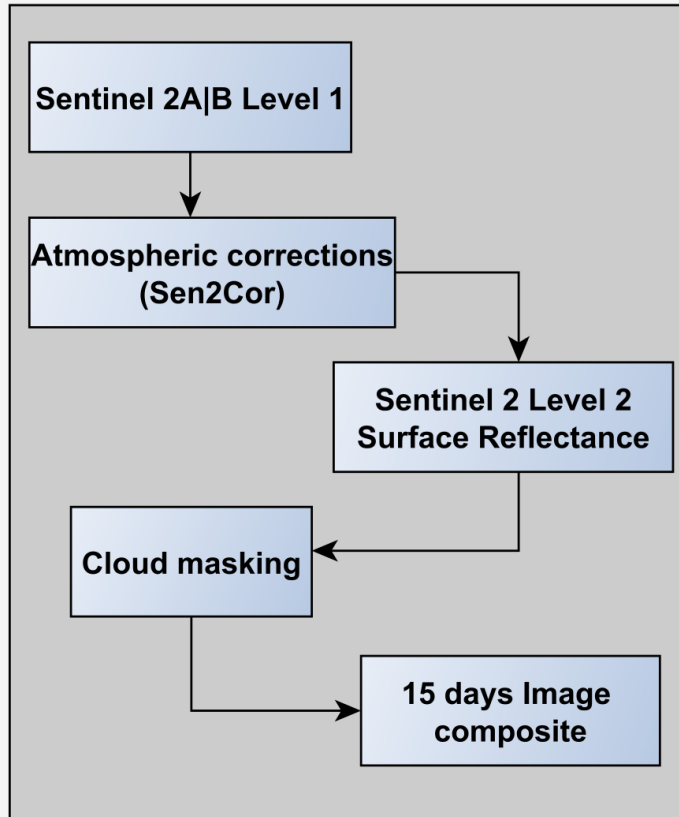 Sentinel 2A|B Level 1
Atmospheric corrections
(Sen2Cor)
Sentinel 2 Level 2
Surface Reflectance
Cloud masking
15 days Image
composite